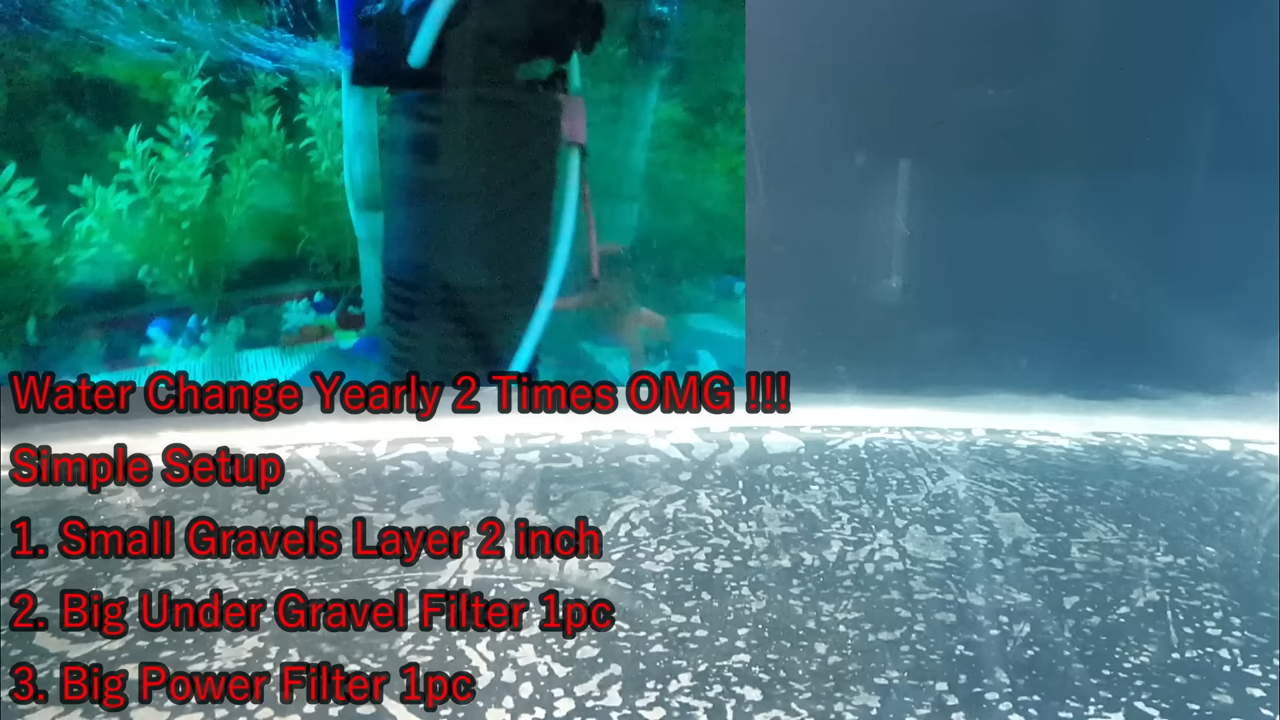 Water Change Yearly 2 Times OMG !!!
Simple Setup
1. Small Gravels Layer 2 inch
2. Big Under Gravel Filter 1pc
3. Big Power Filter 1pc